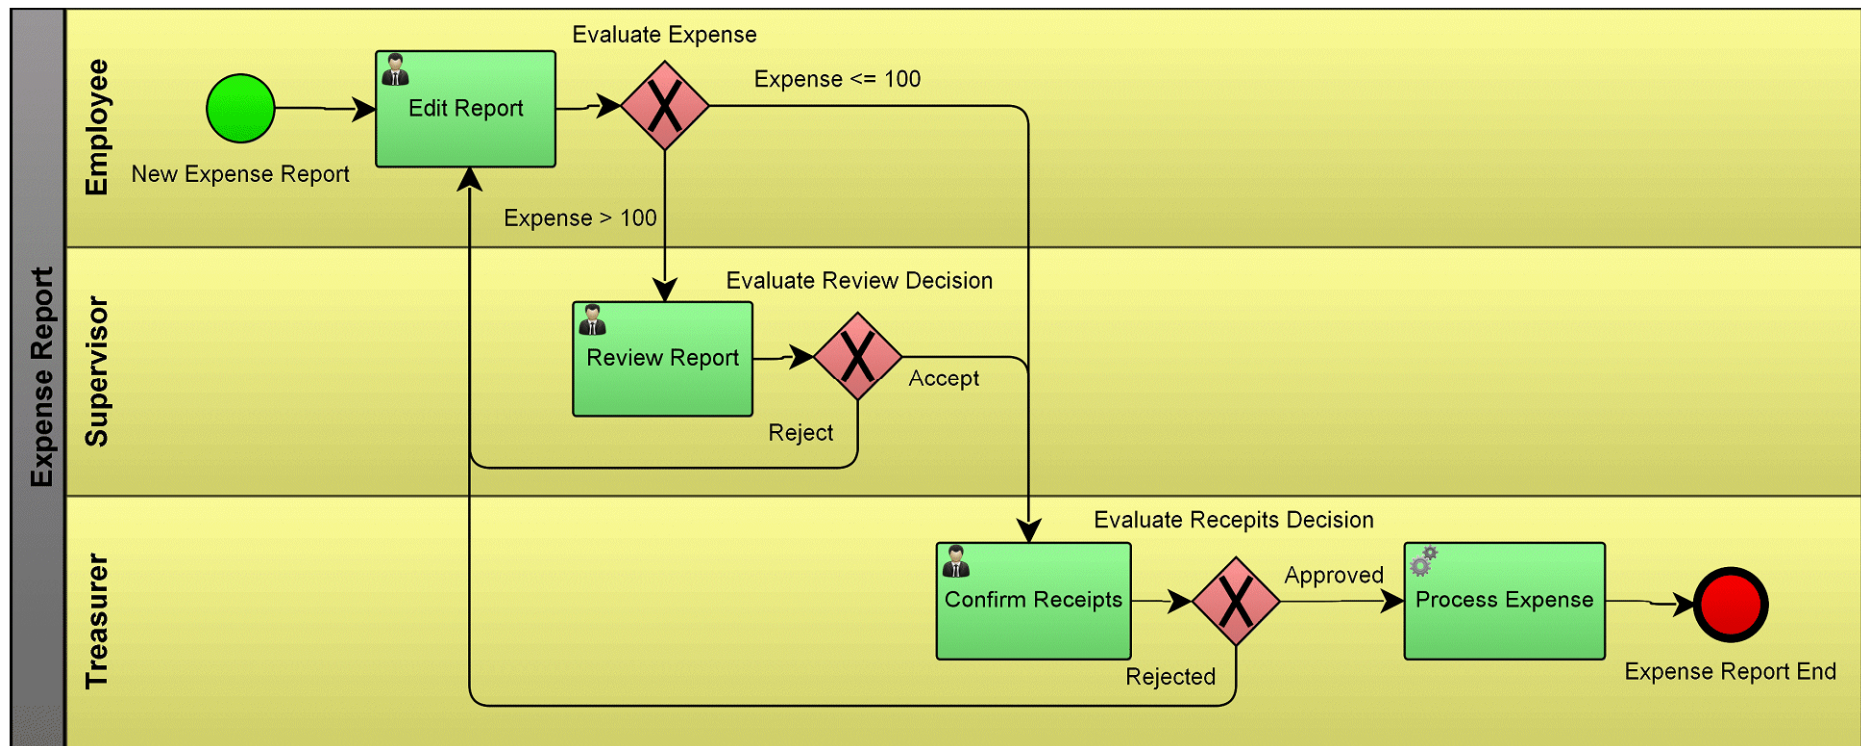 Expense Report
Employee
Evaluate Expense
Expense <= 100
Edit Report
New Expense Report
Expense > 100
Supervisor
Evaluate Review Decision
Review Report
Accept
Reject
Treasurer
Evaluate Recepits Decision
Approved
Confirm Receipts
Process Expense
Rejected
Expense Report End